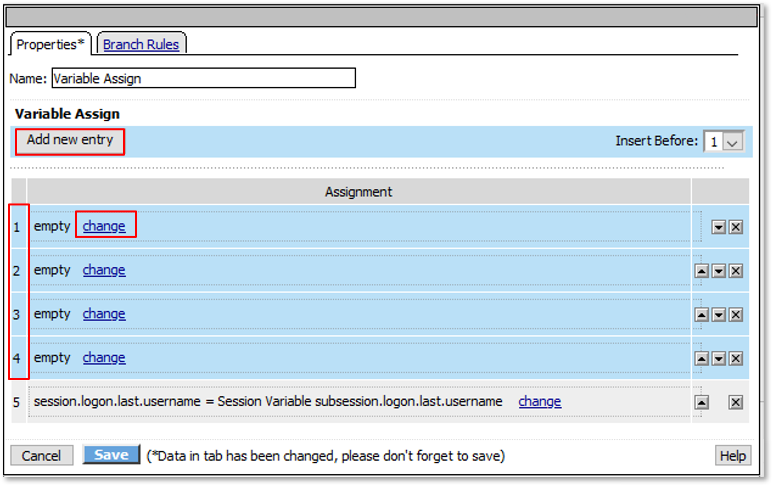 Properties* Branch Rules
Name: Variable Assign
Variable Assign
Add new entry Insert Before: 1
Assignment
1 empty change
2 empty change
3 empty change
4 empty change
5 session.logon.last.username = Session Variable subsession.logon.last.username change
Cancel Save (*Data in tab has been changed, please don't forget to save) Help